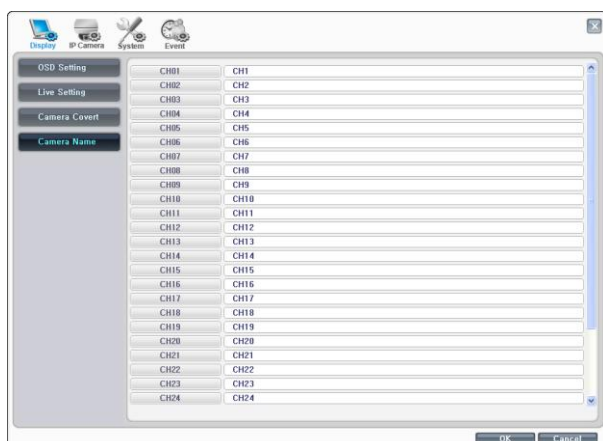 Display IP Camera System Event
OSD Setting
Live Setting
Camera Covert
Camera Name
CH01 CH1
CH02 CH2
CH03 CH3
CH04 CH4
CH05 CH5
CH06 CH6
CH07 CH7
CH08 CH8
CH09 CH9
CH10 CH10
CH11 CH11
CH12 CH12
CH13 CH13
CH14 CH14
CH15 CH15
CH16 CH16
CH17 CH17
CH18 CH18
CH19 CH19
CH20 CH20
CH21 CH21
CH22 CH22
CH23 CH23
CH24 CH24
OK Cancel